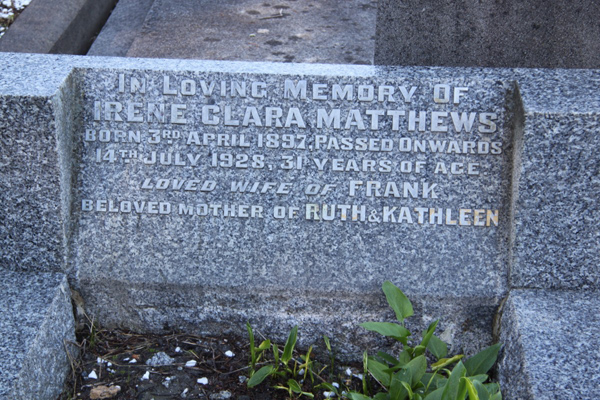 IN LOVING MEMORY OF
IRENE CLARA MATTHEWS
BORN 3RD APRIL 1897, PASSED ONWARDS
14TH JULY 1928, 31 YEARS OF AGE
LOVED WIFE OF FRANK
BELOVED MOTHER OF RUTH & KATHLEEN